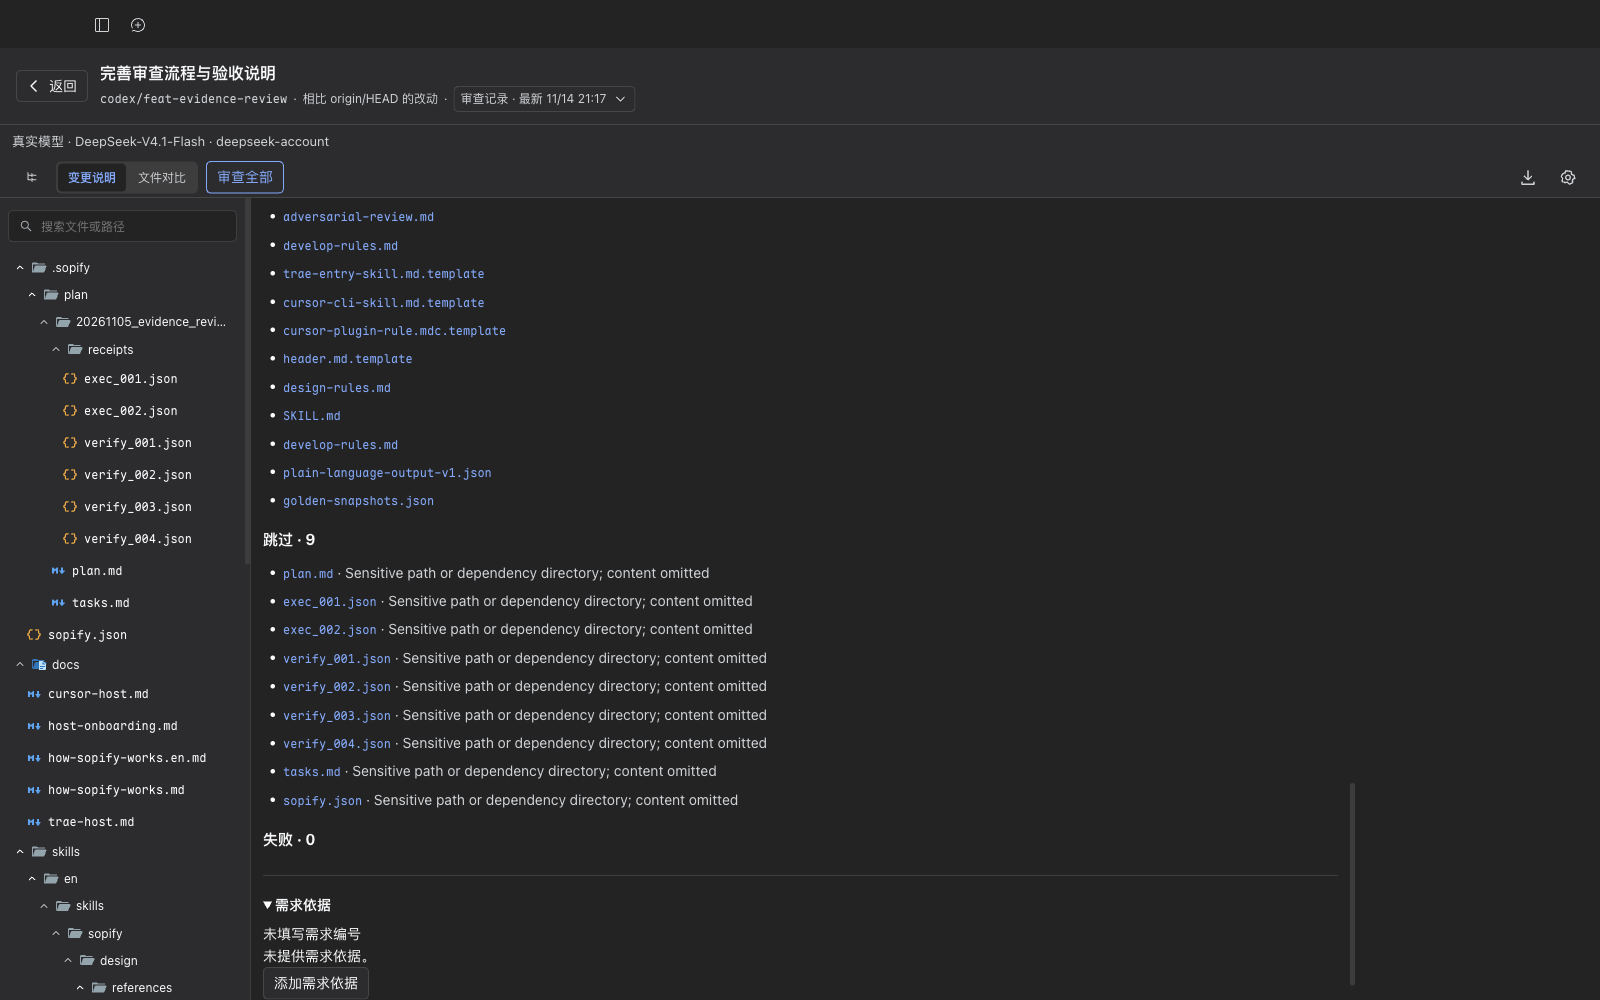 返回
完善审查流程与验收说明
codex/feat-evidence-review · 相比 origin/HEAD 的改动 ·
审查记录 · 最新 11/14 21:17
真实模型 · DeepSeek-V4.1-Flash · deepseek-account
变更说明
文件对比
审查全部
搜索文件或路径
.sopify
plan
20261105_evidence_revi...
receipts
exec_001.json
exec_002.json
verify_001.json
verify_002.json
verify_003.json
verify_004.json
plan.md
tasks.md
sopify.json
docs
cursor-host.md
host-onboarding.md
how-sopify-works.en.md
how-sopify-works.md
trae-host.md
skills
en
skills
sopify
design
references
adversarial-review.md
develop-rules.md
trae-entry-skill.md.template
cursor-cli-skill.md.template
cursor-plugin-rule.mdc.template
header.md.template
design-rules.md
SKILL.md
develop-rules.md
plain-language-output-v1.json
golden-snapshots.json
跳过 · 9
plan.md · Sensitive path or dependency directory; content omitted
exec_001.json · Sensitive path or dependency directory; content omitted
exec_002.json · Sensitive path or dependency directory; content omitted
verify_001.json · Sensitive path or dependency directory; content omitted
verify_002.json · Sensitive path or dependency directory; content omitted
verify_003.json · Sensitive path or dependency directory; content omitted
verify_004.json · Sensitive path or dependency directory; content omitted
tasks.md · Sensitive path or dependency directory; content omitted
sopify.json · Sensitive path or dependency directory; content omitted
失败 · 0
需求依据
未填写需求编号
未提供需求依据。
添加需求依据